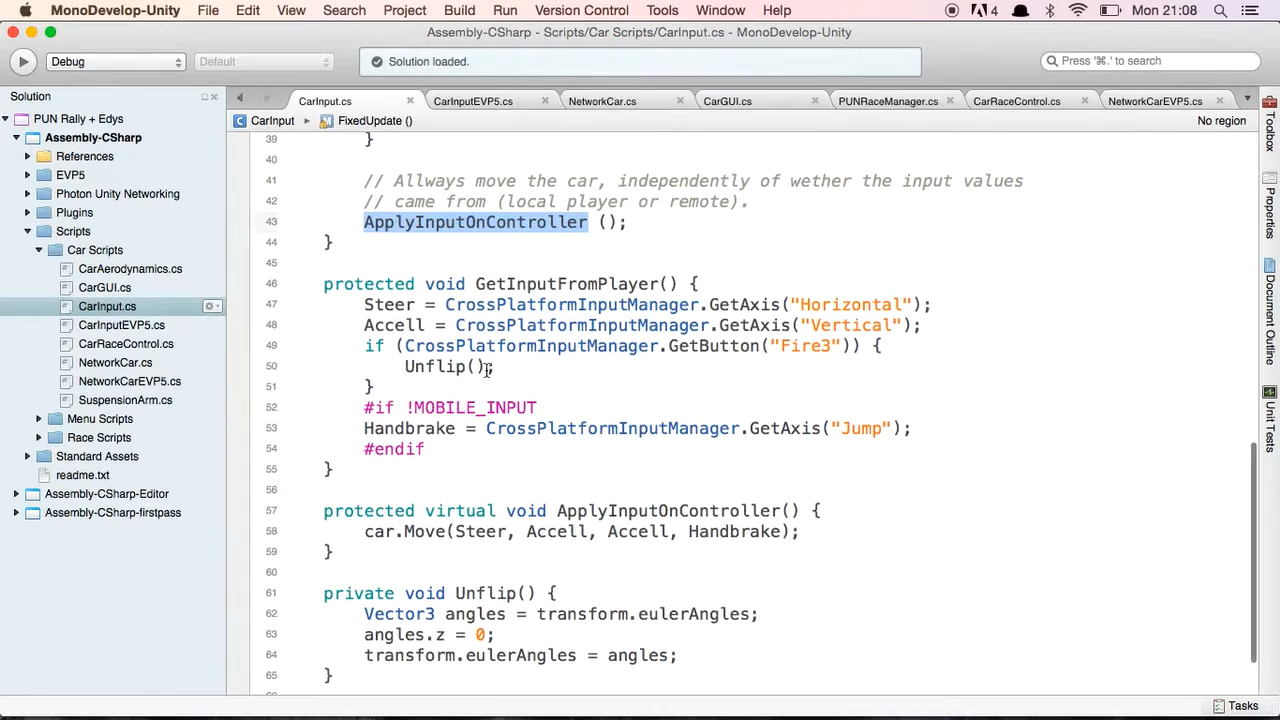 MonoDevelop-Unity File Edit View Search Project Build Run Version Control Tools Window Help 4 Mon 21:08
Assembly-CSharp - Scripts/Car Scripts/CarInput.cs - MonoDevelop-Unity
Debug Default Solution loaded. Press '⌘.' to search
Solution
CarInput.cs CarInputEVP5.cs NetworkCar.cs CarGUI.cs PUNRaceManager.cs CarRaceControl.cs NetworkCarEVP5.cs
CarInput FixedUpdate () No region
PUN Rally + Edys
Assembly-CSharp
References
EVP5
Photon Unity Networking
Plugins
Scripts
Car Scripts
CarAerodynamics.cs
CarGUI.cs
CarInput.cs
CarInputEVP5.cs
CarRaceControl.cs
NetworkCar.cs
NetworkCarEVP5.cs
SuspensionArm.cs
Menu Scripts
Race Scripts
Standard Assets
readme.txt
Assembly-CSharp-Editor
Assembly-CSharp-firstpass
39 }
40
41 // Allways move the car, independently of wether the input values
42 // came from (local player or remote).
43 ApplyInputOnController ();
44 }
45
46 protected void GetInputFromPlayer() {
47 Steer = CrossPlatformInputManager.GetAxis("Horizontal");
48 Accell = CrossPlatformInputManager.GetAxis("Vertical");
49 if (CrossPlatformInputManager.GetButton("Fire3")) {
50 Unflip();
51 }
52 #if !MOBILE_INPUT
53 Handbrake = CrossPlatformInputManager.GetAxis("Jump");
54 #endif
55 }
56
57 protected virtual void ApplyInputOnController() {
58 car.Move(Steer, Accell, Accell, Handbrake);
59 }
60
61 private void Unflip() {
62 Vector3 angles = transform.eulerAngles;
63 angles.z = 0;
64 transform.eulerAngles = angles;
65 }
Toolbox
Properties
Document Outline
Unit Tests
Tasks